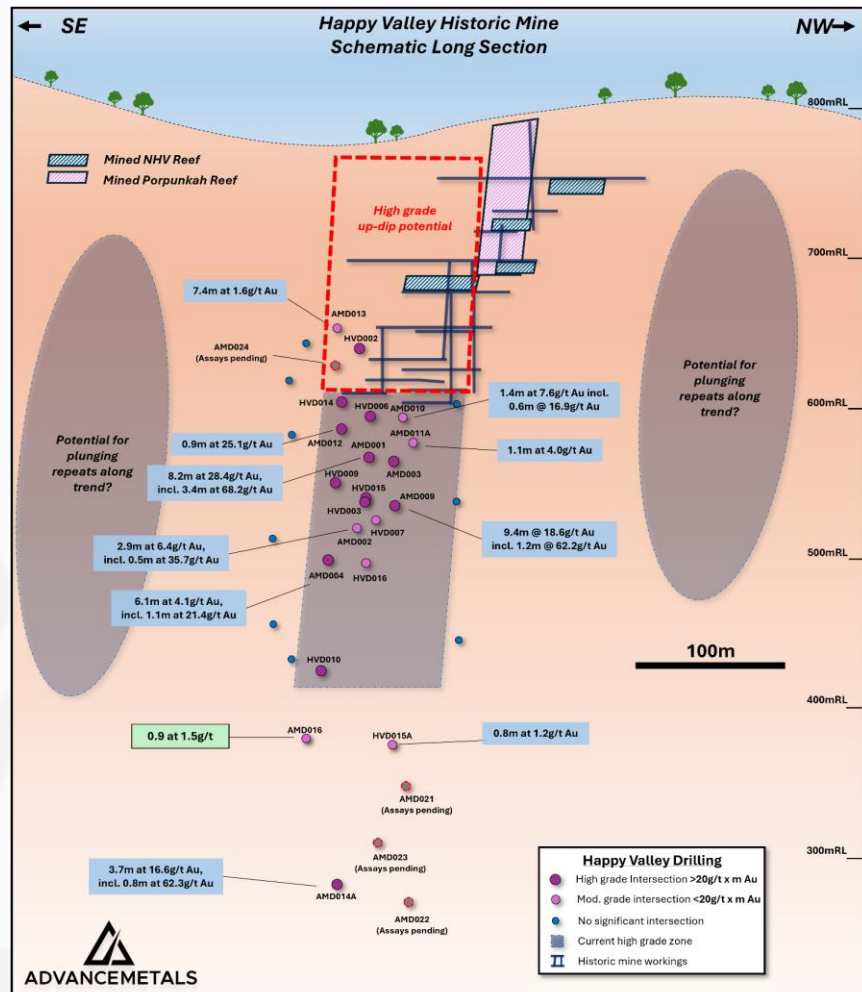 SE
Happy Valley Historic Mine
Schematic Long Section
NW
800mRL
Mined NHV Reef
Mined Porpunkah Reef
High grade
up-dip potential
700mRL
7.4m at 1.6g/t Au
AMD013
HVD002
AMD024
(Assays pending)
1.4m at 7.6g/t Au incl.
0.6m @ 16.9g/t Au
600mRL
HVD014
HVD006
AMD010
0.9m at 25.1g/t Au
AMD012
AMD001
AMD011A
1.1m at 4.0g/t Au
Potential for
plunging
repeats along
trend?
Potential for
plunging
repeats along
trend?
8.2m at 28.4g/t Au,
incl. 3.4m at 68.2g/t Au
HVD009
AMD003
HVD015
HVD003
AMD009
9.4m @ 18.6g/t Au
incl. 1.2m @ 62.2g/t Au
2.9m at 6.4g/t Au,
incl. 0.5m at 35.7g/t Au
AMD002
HVD007
500mRL
AMD004
HVD016
6.1m at 4.1g/t Au,
incl. 1.1m at 21.4g/t Au
HVD010
100m
400mRL
0.9 at 1.5g/t
AMD016
HVD015A
0.8m at 1.2g/t Au
AMD021
(Assays pending)
300mRL
AMD023
(Assays pending)
3.7m at 16.6g/t Au,
incl. 0.8m at 62.3g/t Au
AMD014A
AMD022
(Assays pending)
Happy Valley Drilling
High grade Intersection >20g/t x m Au
Mod. grade intersection <20g/t x m Au
No significant intersection
Current high grade zone
Historic mine workings
ADVANCEMETALS